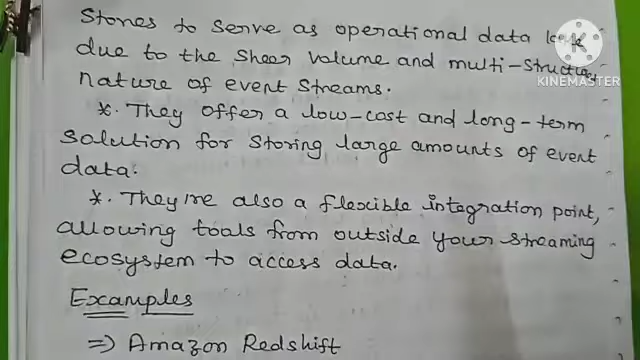 Stores to serve as operational data
due to the sheer volume and multi-structured
nature of event streams.
*. They offer a low-cost and long-term
solution for storing large amounts of event
data.
*. They're also a flexible integration point,
allowing tools from outside your streaming
ecosystem to access data.
Examples
=> Amazon Redshift
KINEMASTER